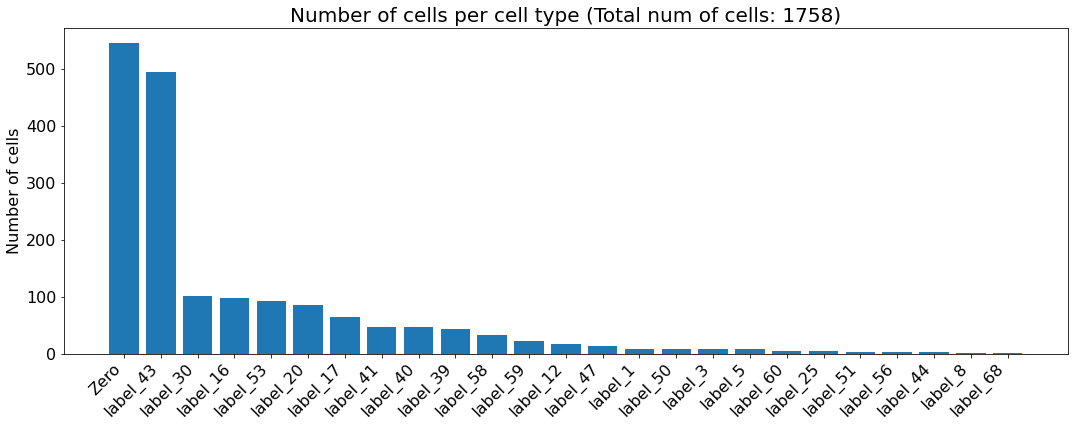 Number of cells per cell type (Total num of cells: 1758)
Number of cells
500
400
300
200
100
0
Zero
label_43
label_30
label_16
label_53
label_20
label_17
label_41
label_40
label_39
label_58
label_59
label_12
label_47
label_1
label_50
label_3
label_5
label_60
label_25
label_51
label_56
label_44
label_8
label_68